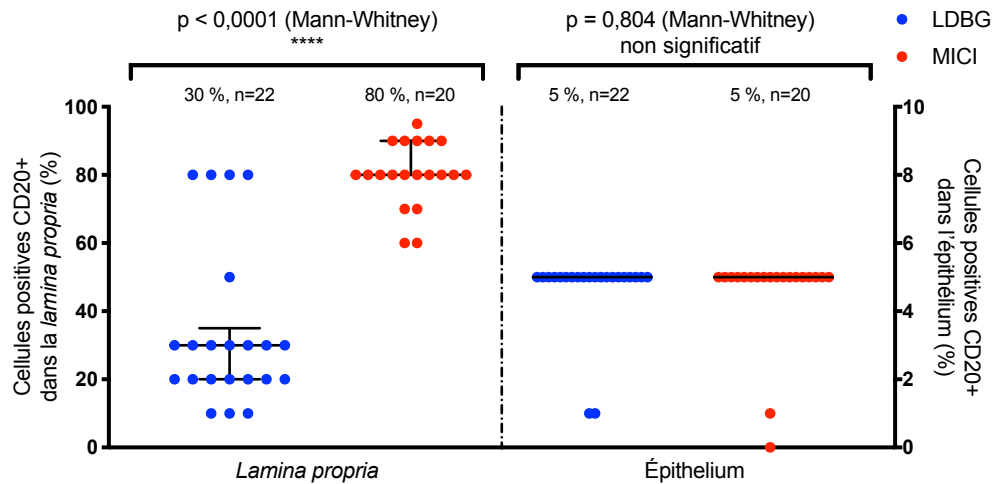 p < 0,0001 (Mann-Whitney)
****
p = 0,804 (Mann-Whitney)
non significatif
LDBG
MICI
30 %, n=22
80 %, n=20
5 %, n=22
5 %, n=20
Cellules positives CD20+
dans la lamina propria (%)
100
80
60
40
20
0
10
8
6
4
2
0
Cellules positives CD20+
dans l'épithélium (%)
Lamina propria
Épithelium